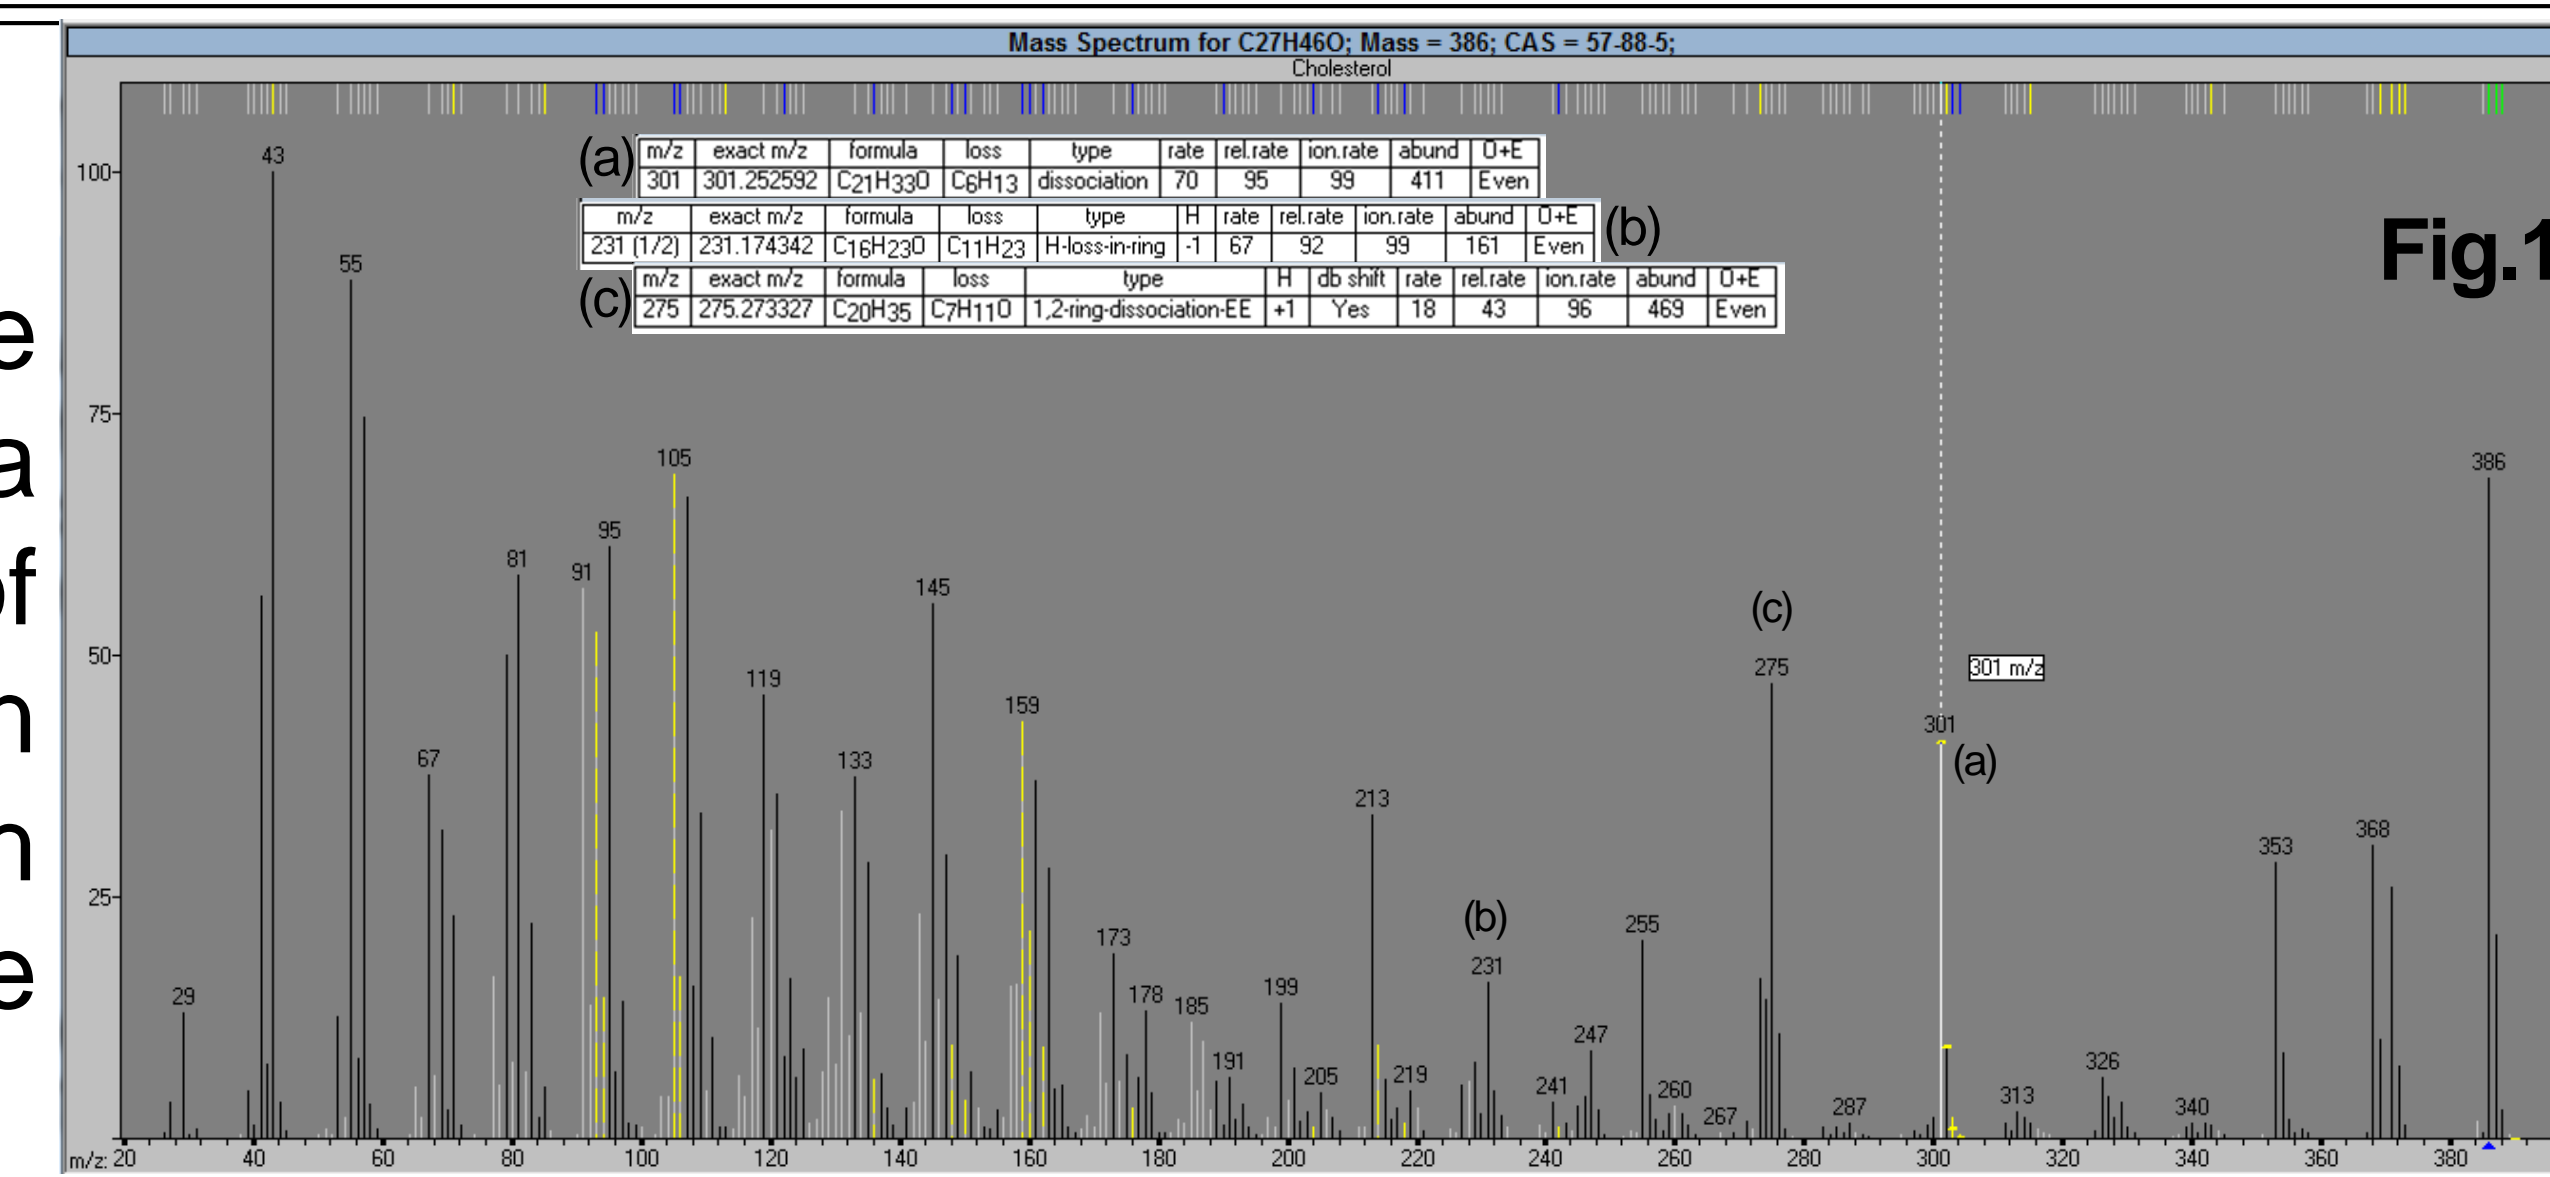 Mass Spectrum for C27H46O; Mass = 386; CAS = 57-88-5;
Cholesterol
(a)
m/z exact m/z formula loss type rate rel.rate ion.rate abund O+E
301 301.252592 C21H33O C6H13 dissociation 70 95 99 411 Even
m/z exact m/z formula loss type H rate rel.rate ion.rate abund O+E
231 (1/2) 231.174342 C16H23O C11H23 H-loss-in-ring -1 67 92 99 161 Even
(b)
(c)
m/z exact m/z formula loss type H db shift rate rel.rate ion.rate abund O+E
275 275.273327 C20H35 C7H11O 1,2-ring-dissociation-EE +1 Yes 18 43 96 469 Even
Fig.1
e
a
of
n
n
e
100
75
50
25
29
43
55
67
81
91
95
105
119
133
145
159
173
178
185
191
199
205
213
219
(b)
231
241
247
255
260
267
(c)
275
287
301 m/z
301
(a)
313
326
340
353
368
386
m/z: 20 40 60 80 100 120 140 160 180 200 220 240 260 280 300 320 340 360 380